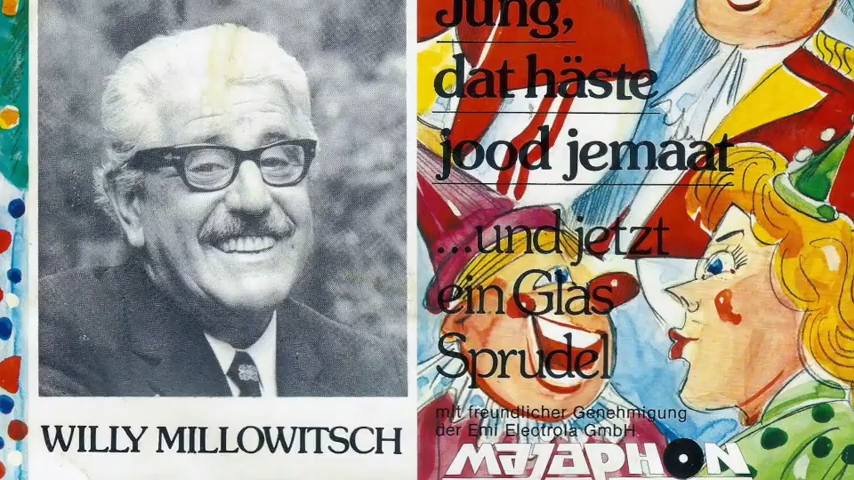 WILLY MILLOWITSCH
Jung,
dat häste
jood jemaat
...und jetzt
ein Glas
Sprudel
mit freundlicher Genehmigung
der Emi Electrola GmbH
MAJAPHON